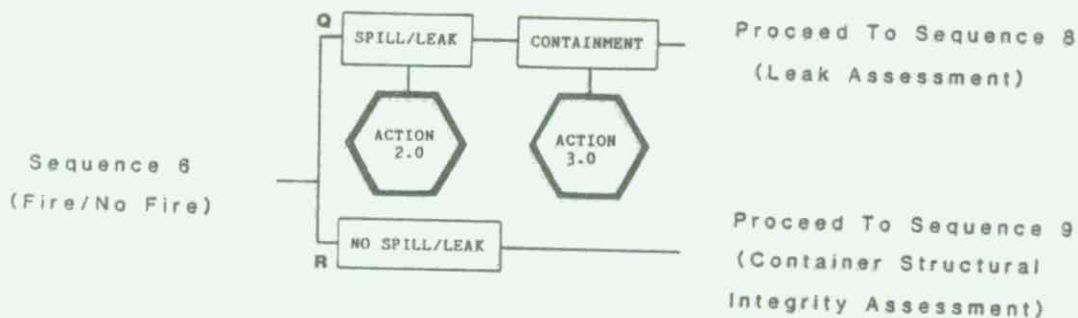 Q
SPILL/LEAK
CONTAINMENT
Proceed To Sequence 8
(Leak Assessment)
ACTION
2.0
ACTION
3.0
Sequence 6
(Fire/No Fire)
R
NO SPILL/LEAK
Proceed To Sequence 9
(Container Structural
Integrity Assessment)